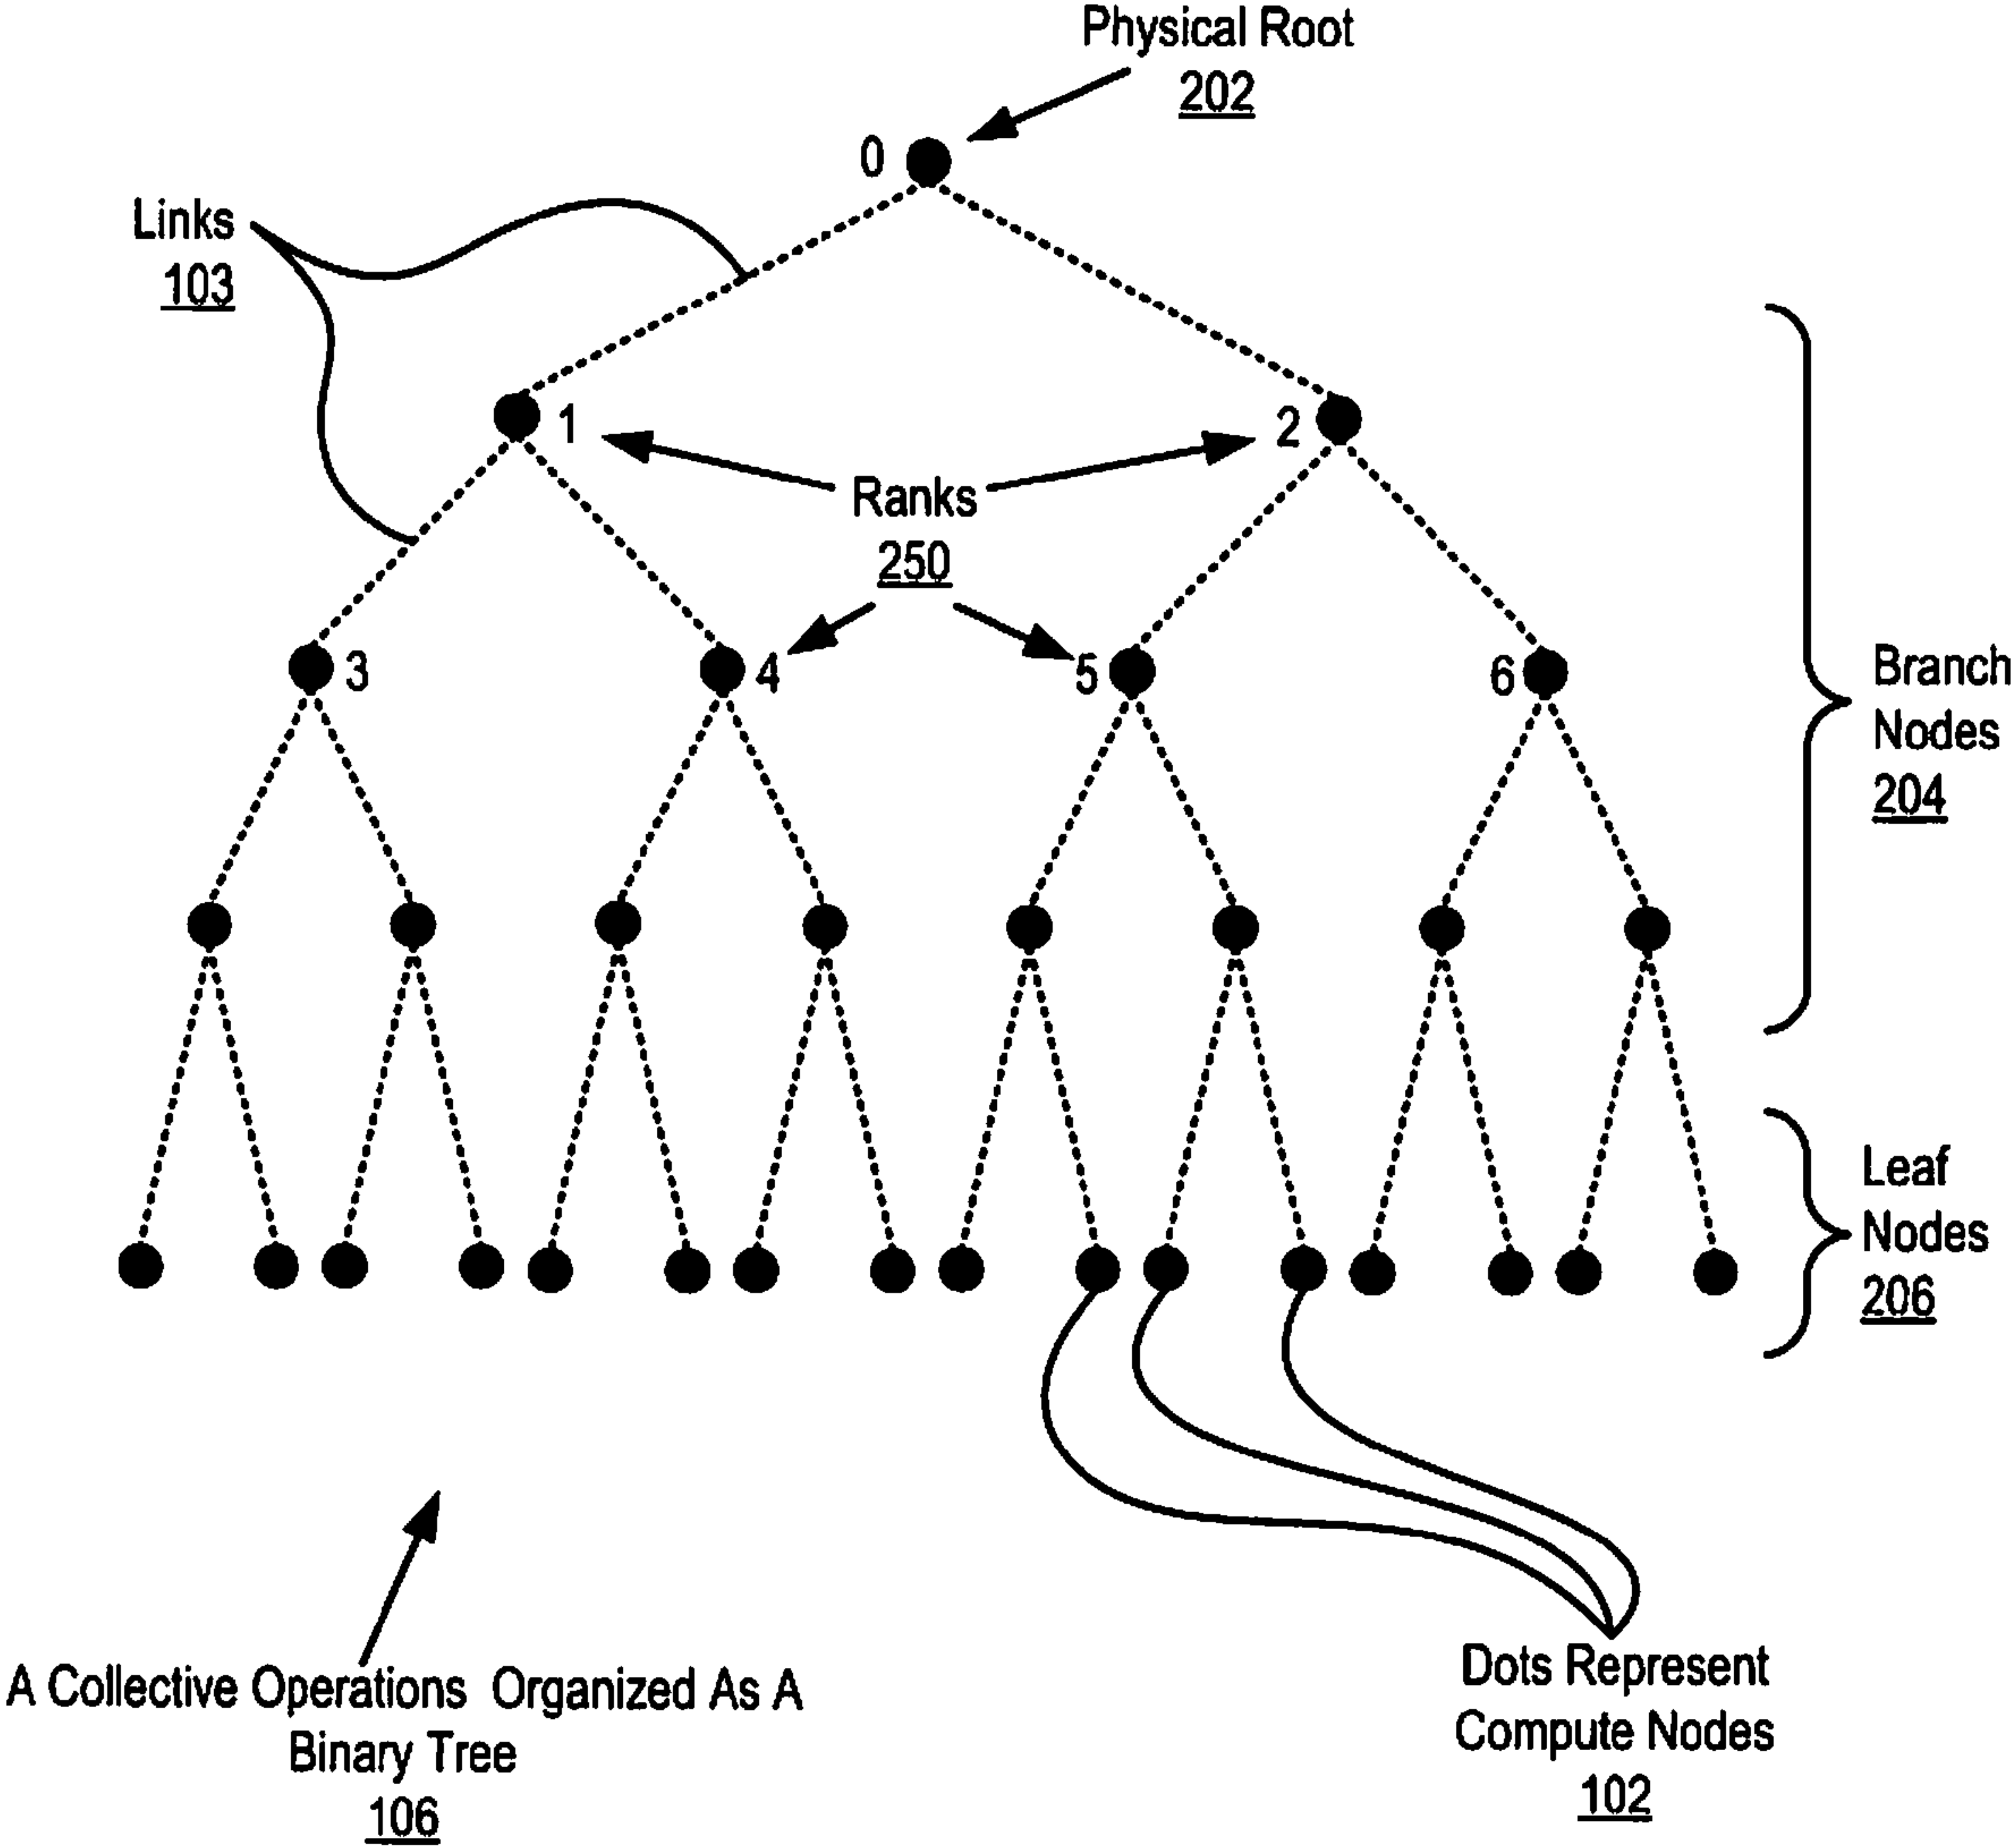 Physical Root
202
0
Links
103
1
2
Ranks
250
3
4
5
6
Branch
Nodes
204
Leaf
Nodes
206
A Collective Operations Organized As A
Binary Tree
106
Dots Represent
Compute Nodes
102